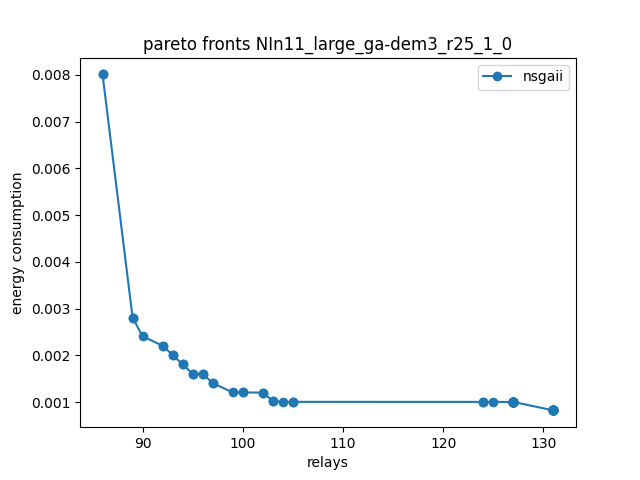 pareto fronts NIn11_large_ga-dem3_r25_1_0
nsgaii
energy consumption
0.008
0.007
0.006
0.005
0.004
0.003
0.002
0.001
90 100 110 120 130
relays